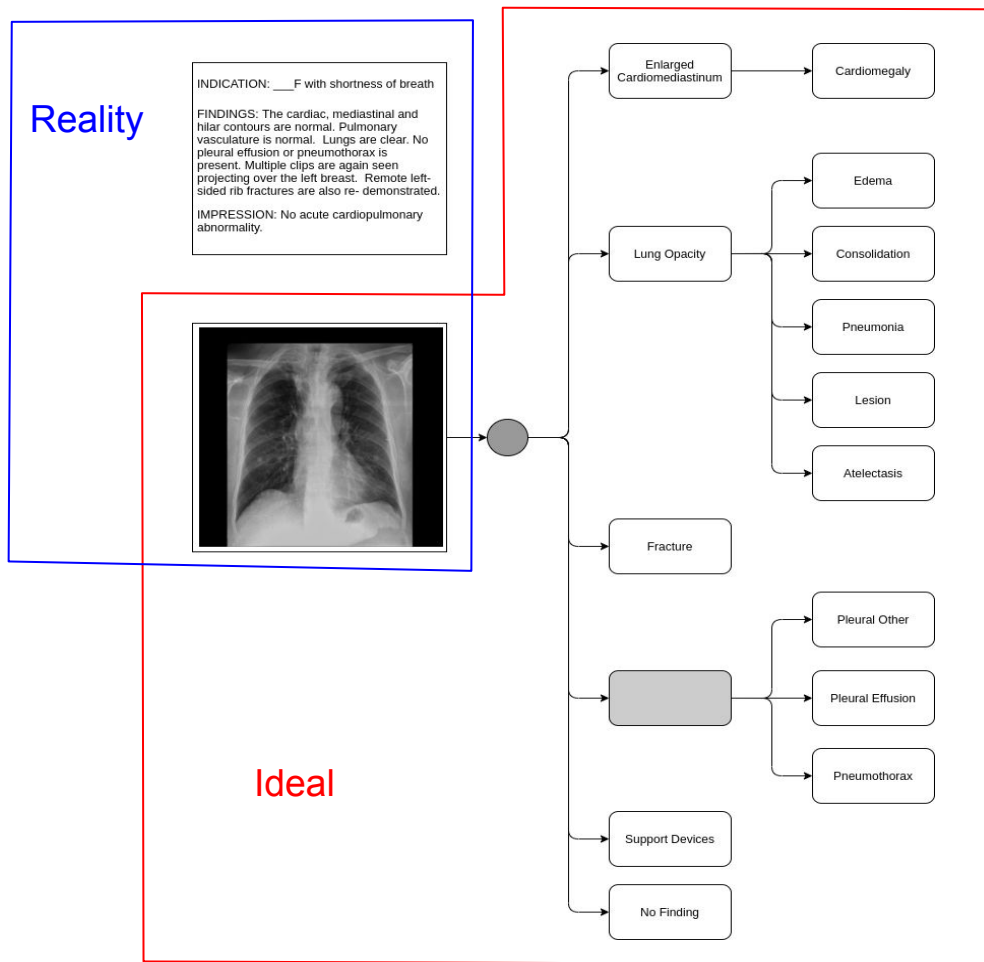 Reality
INDICATION: ___F with shortness of breath
FINDINGS: The cardiac, mediastinal and
hilar contours are normal. Pulmonary
vasculature is normal.  Lungs are clear. No
pleural effusion or pneumothorax is
present. Multiple clips are again seen
projecting over the left breast.  Remote left-
sided rib fractures are also re- demonstrated.
IMPRESSION: No acute cardiopulmonary
abnormality.
Ideal
Enlarged
Cardiomediastinum
Cardiomegaly
Lung Opacity
Edema
Consolidation
Pneumonia
Lesion
Atelectasis
Fracture
Pleural Other
Pleural Effusion
Pneumothorax
Support Devices
No Finding